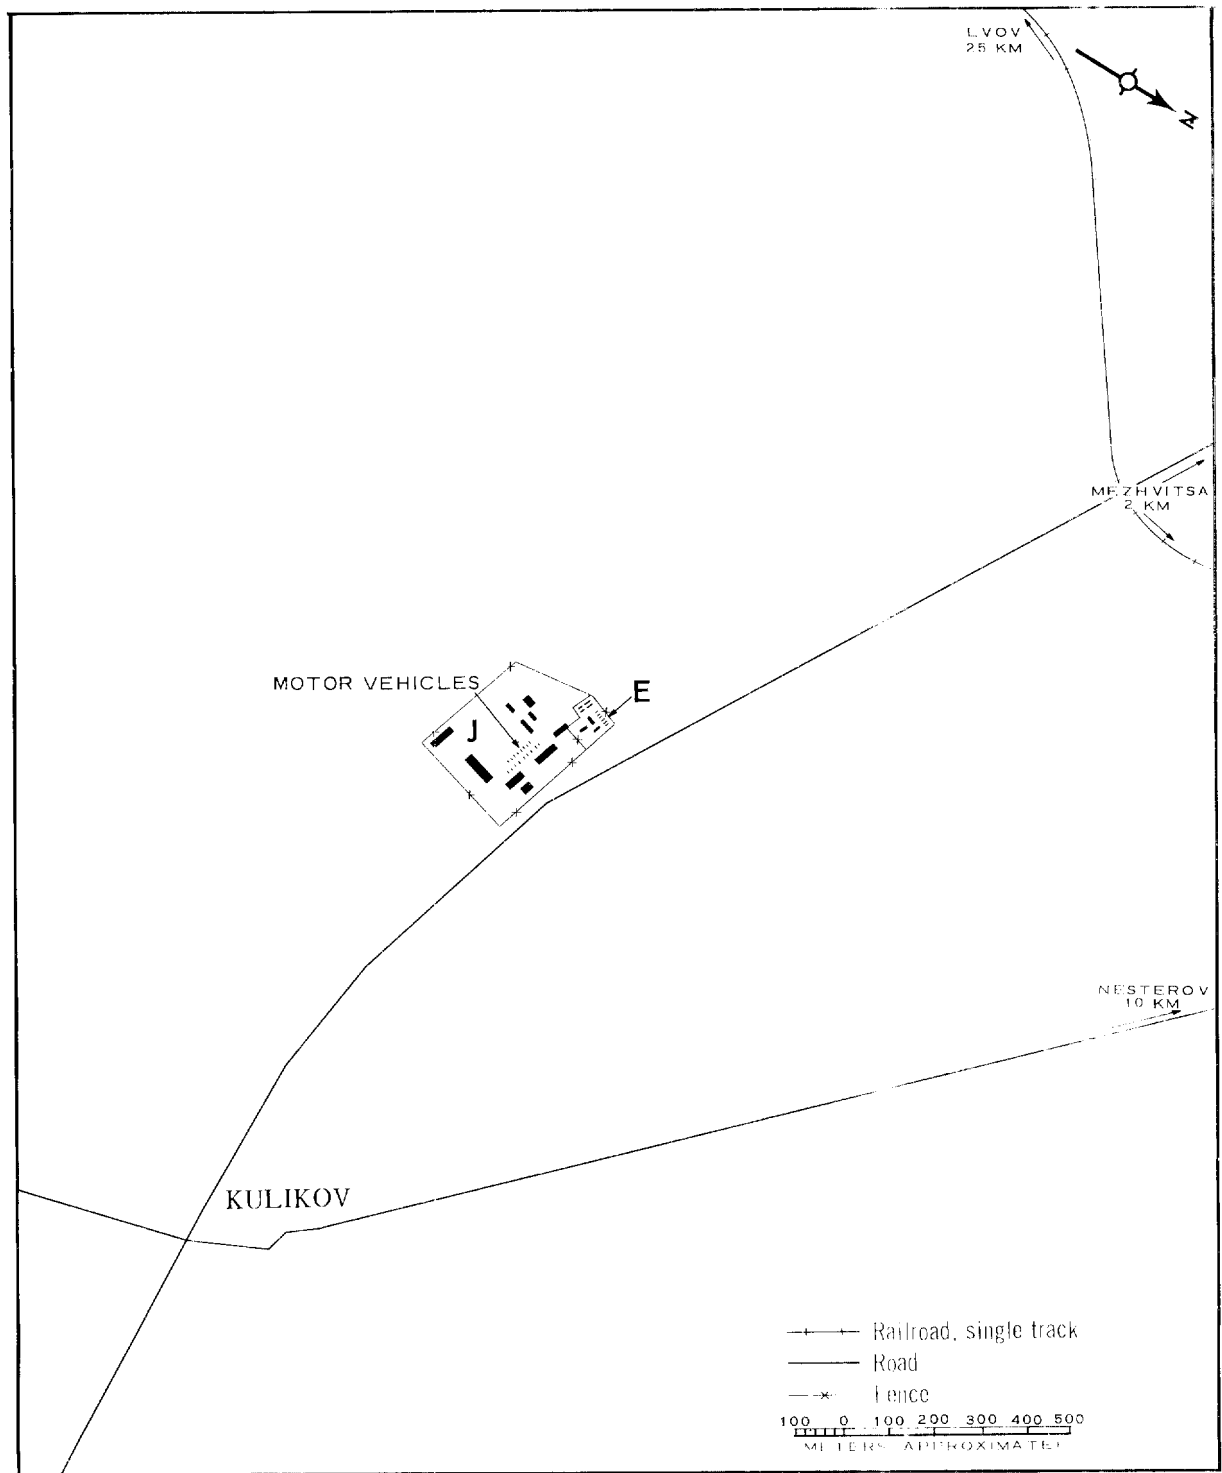 LVOV
25 KM
N
MEZHVITSA
2 KM
MOTOR VEHICLES
E
J
NESTEROV
10 KM
KULIKOV
Railroad, single track
Road
Fence
100 0 100 200 300 400 500
METERS APPROXIMATE